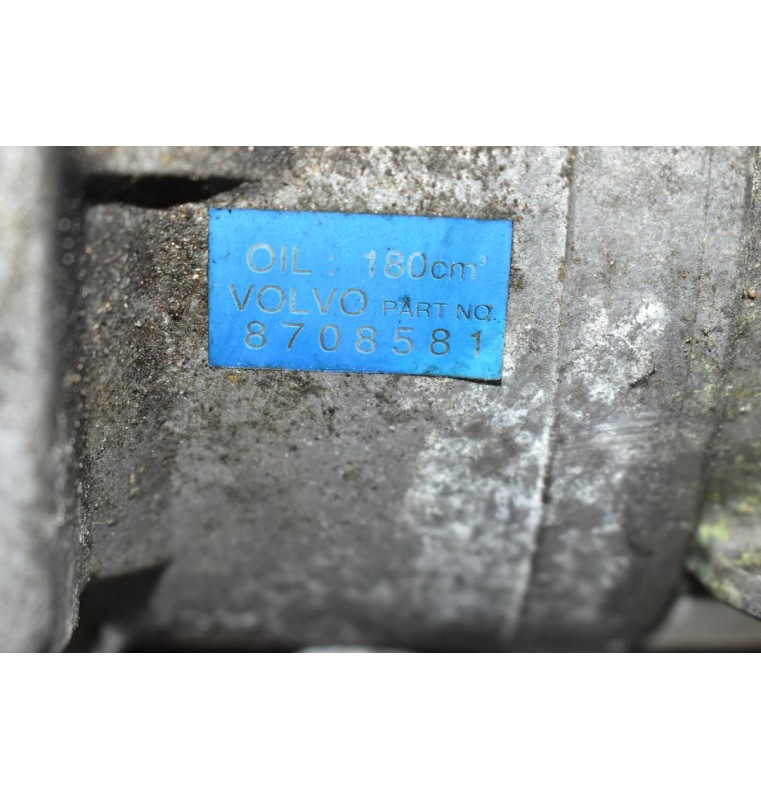 OIL : 180cm³
VOLVO PART NO.
8708581